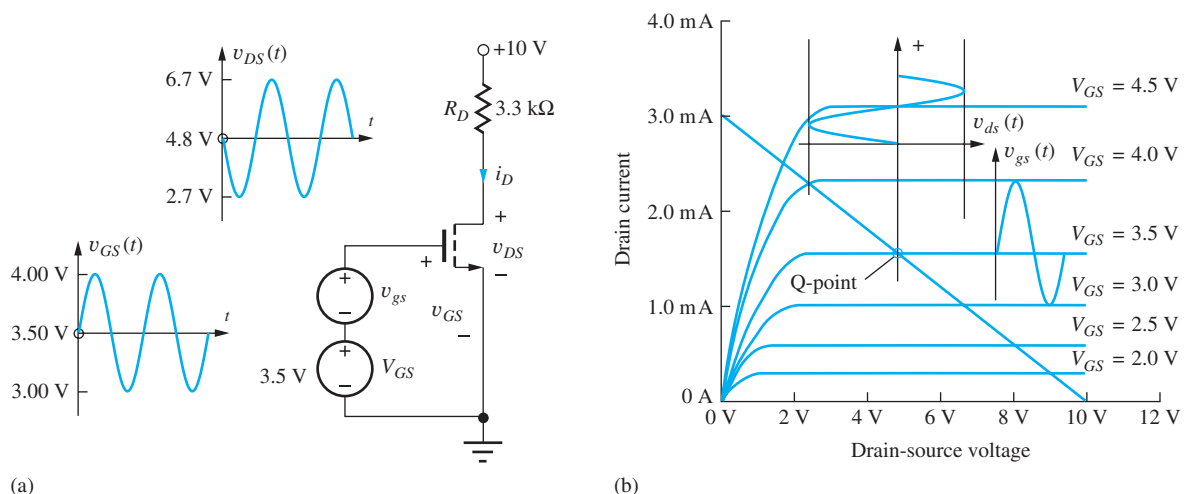 v_DS(t)
6.7 V
4.8 V
2.7 V
t
v_GS(t)
4.00 V
3.50 V
3.00 V
t
+10 V
R_D
3.3 kΩ
i_D
+
v_DS
–
+
v_gs
–
+
v_GS
–
3.5 V
+
V_GS
–
(a)
Drain current
4.0 mA
3.0 mA
2.0 mA
1.0 mA
0 A
0 V
2 V
4 V
6 V
8 V
10 V
12 V
Drain-source voltage
+
v_ds(t)
v_gs(t)
Q-point
V_GS = 4.5 V
V_GS = 4.0 V
V_GS = 3.5 V
V_GS = 3.0 V
V_GS = 2.5 V
V_GS = 2.0 V
(b)